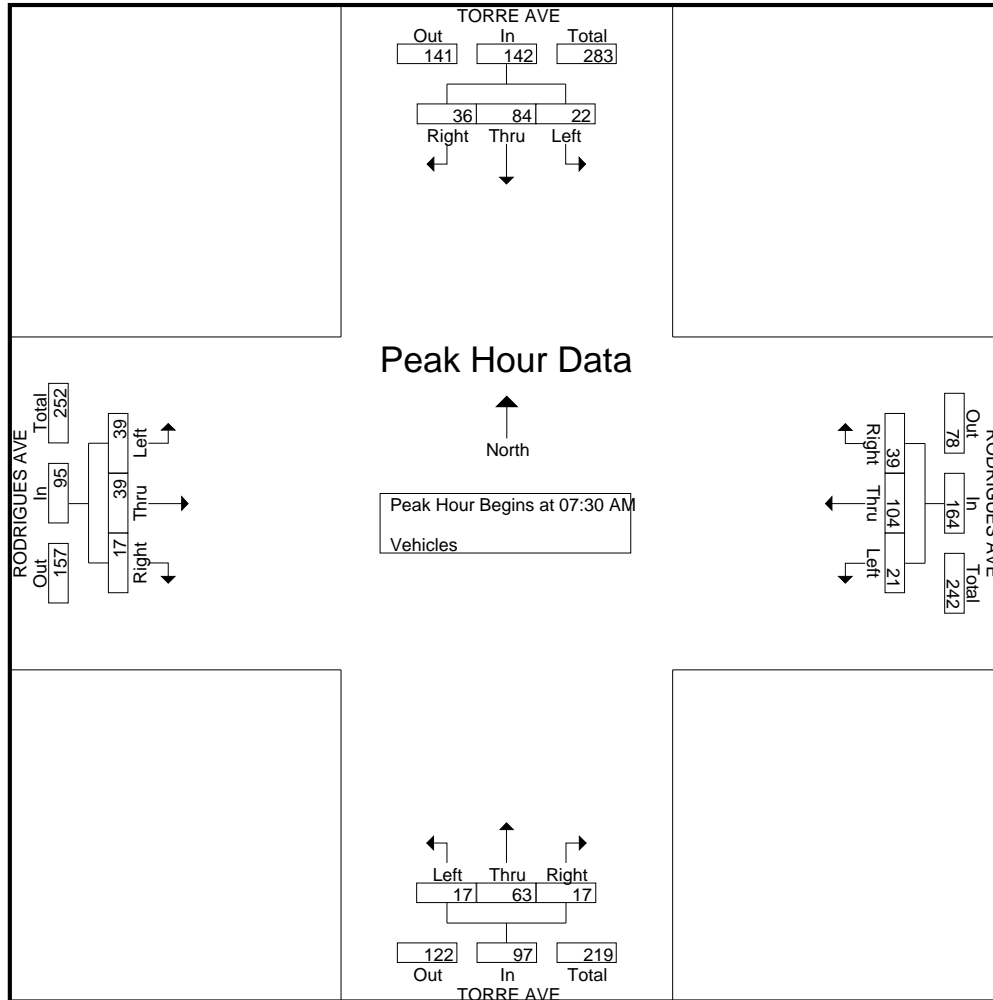 TORRE AVE
Out In Total
141 142 283
36 84 22
Right Thru Left
Peak Hour Data
North
Peak Hour Begins at 07:30 AM
Vehicles
RODRIGUES AVE
Out In Total
157 95 252
17 39 39
Right Thru Left
RODRIGUES AVE
Out In Total
78 164 242
39 104 21
Right Thru Left
Left Thru Right
17 63 17
122 97 219
Out In Total
TORRE AVE